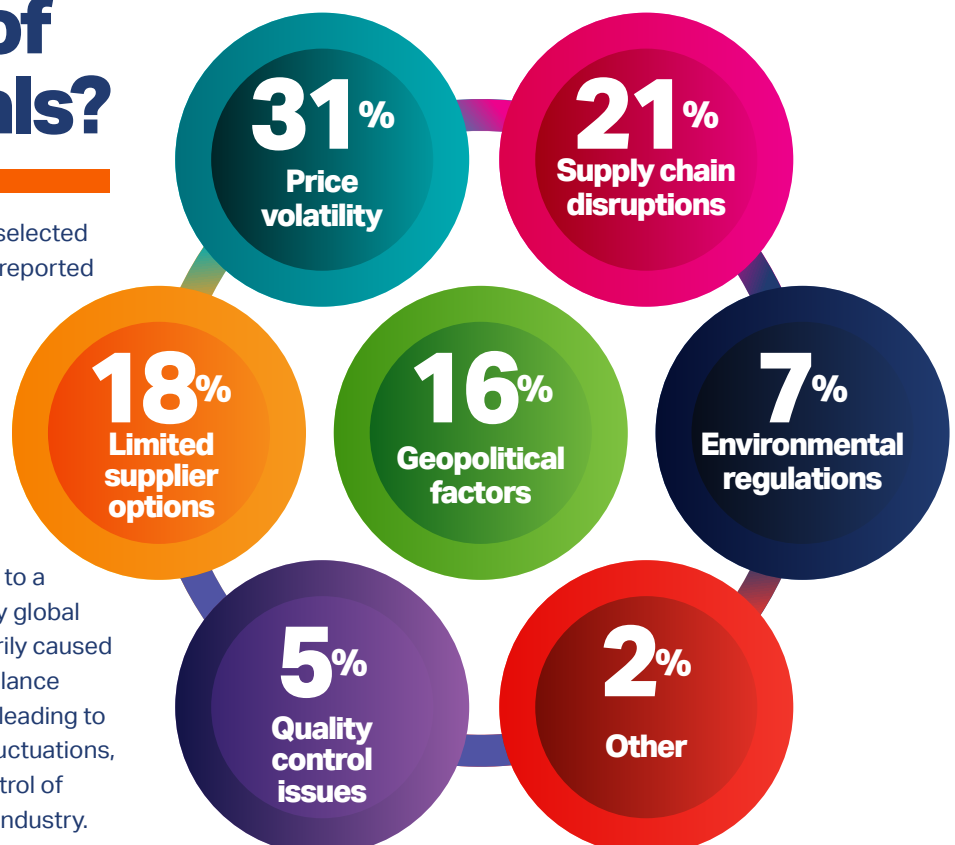 of
als?
selected
reported
to a
y global
rily caused
lance
leading to
uctuations,
trol of
ndustry.
31%
Price
volatility
21%
Supply chain
disruptions
18%
Limited
supplier
options
16%
Geopolitical
factors
7%
Environmental
regulations
5%
Quality
control
issues
2%
Other